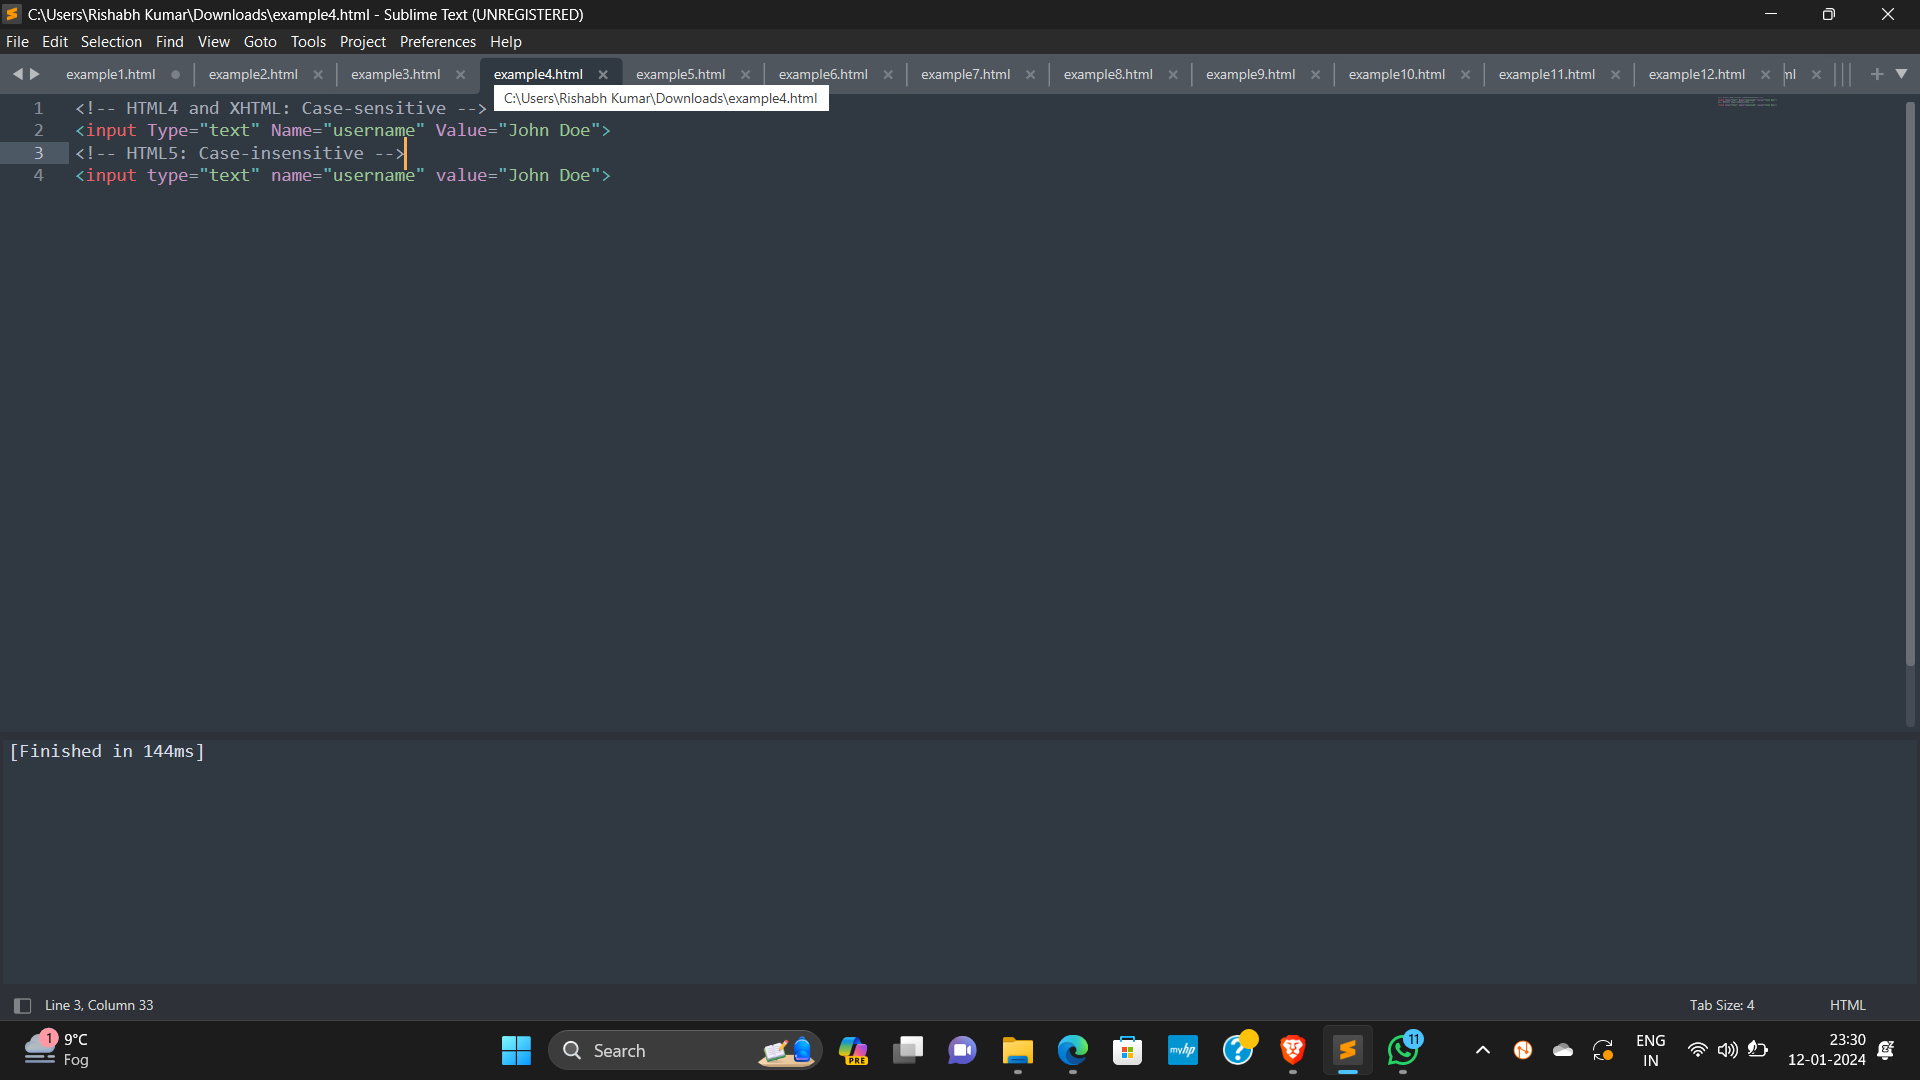 C:\Users\Rishabh Kumar\Downloads\example4.html - Sublime Text (UNREGISTERED)
File Edit Selection Find View Goto Tools Project Preferences Help
example1.html example2.html example3.html example4.html example5.html example6.html example7.html example8.html example9.html example10.html example11.html example12.html ml
C:\Users\Rishabh Kumar\Downloads\example4.html
1 <!-- HTML4 and XHTML: Case-sensitive -->
2 <input Type="text" Name="username" Value="John Doe">
3 <!-- HTML5: Case-insensitive -->
4 <input type="text" name="username" value="John Doe">
[Finished in 144ms]
Line 3, Column 33 Tab Size: 4 HTML
1 9°C
Fog
Search
PRE
myhp
11
ENG
IN
23:30
12-01-2024